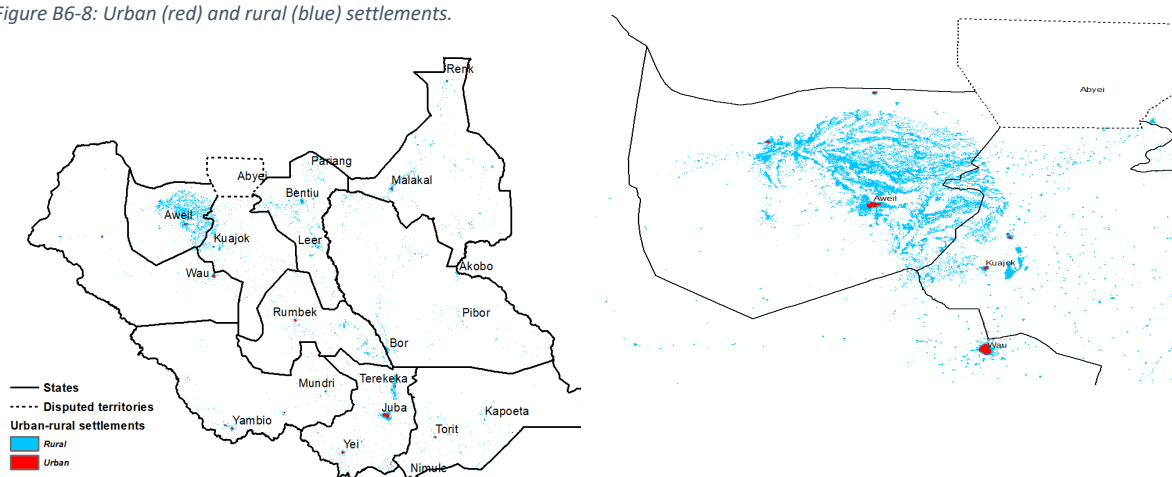 Figure B6-8: Urban (red) and rural (blue) settlements.
Renk
Pariang
Abyei
Malakal
Bentiu
Aweil
Kuajok
Leer
Akobo
Wau
Rumbek
Pibor
Bor
Terekeka
Mundri
Juba
Kapoeta
Yambio
Torit
Yei
Nimule
States
Disputed territories
Urban-rural settlements
Rural
Urban
Abyei
Aweil
Kuajok
Wau